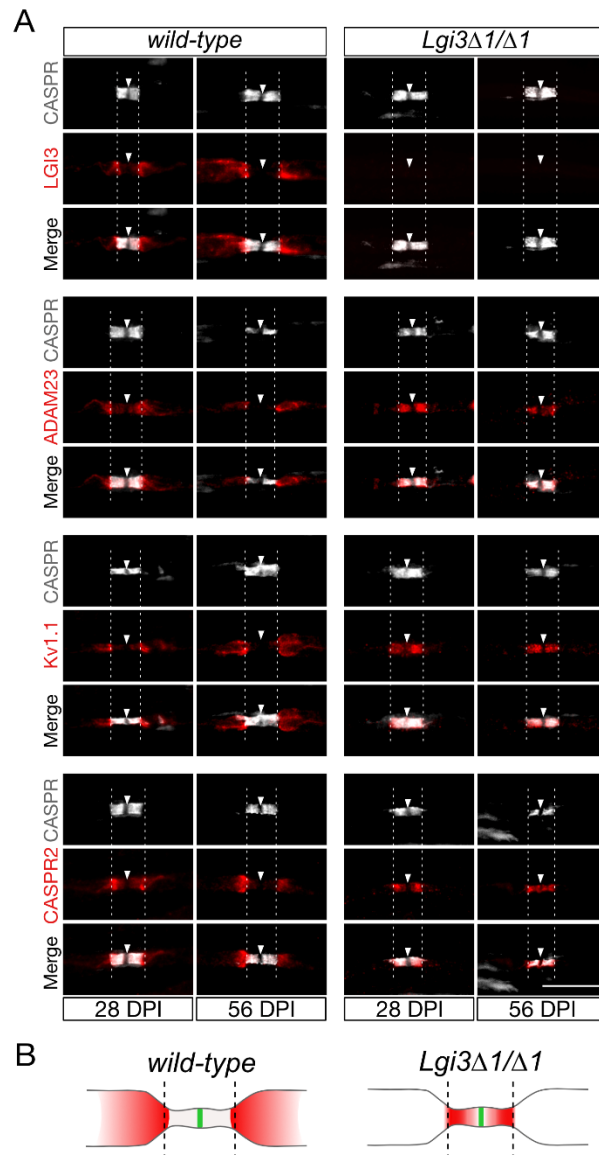 A
wild-type Lgi3Δ1/Δ1
CASPR
LGI3
Merge
CASPR
ADAM23
Merge
CASPR
Kv1.1
Merge
CASPR
CASPR2
Merge
28 DPI 56 DPI 28 DPI 56 DPI
B
wild-type Lgi3Δ1/Δ1